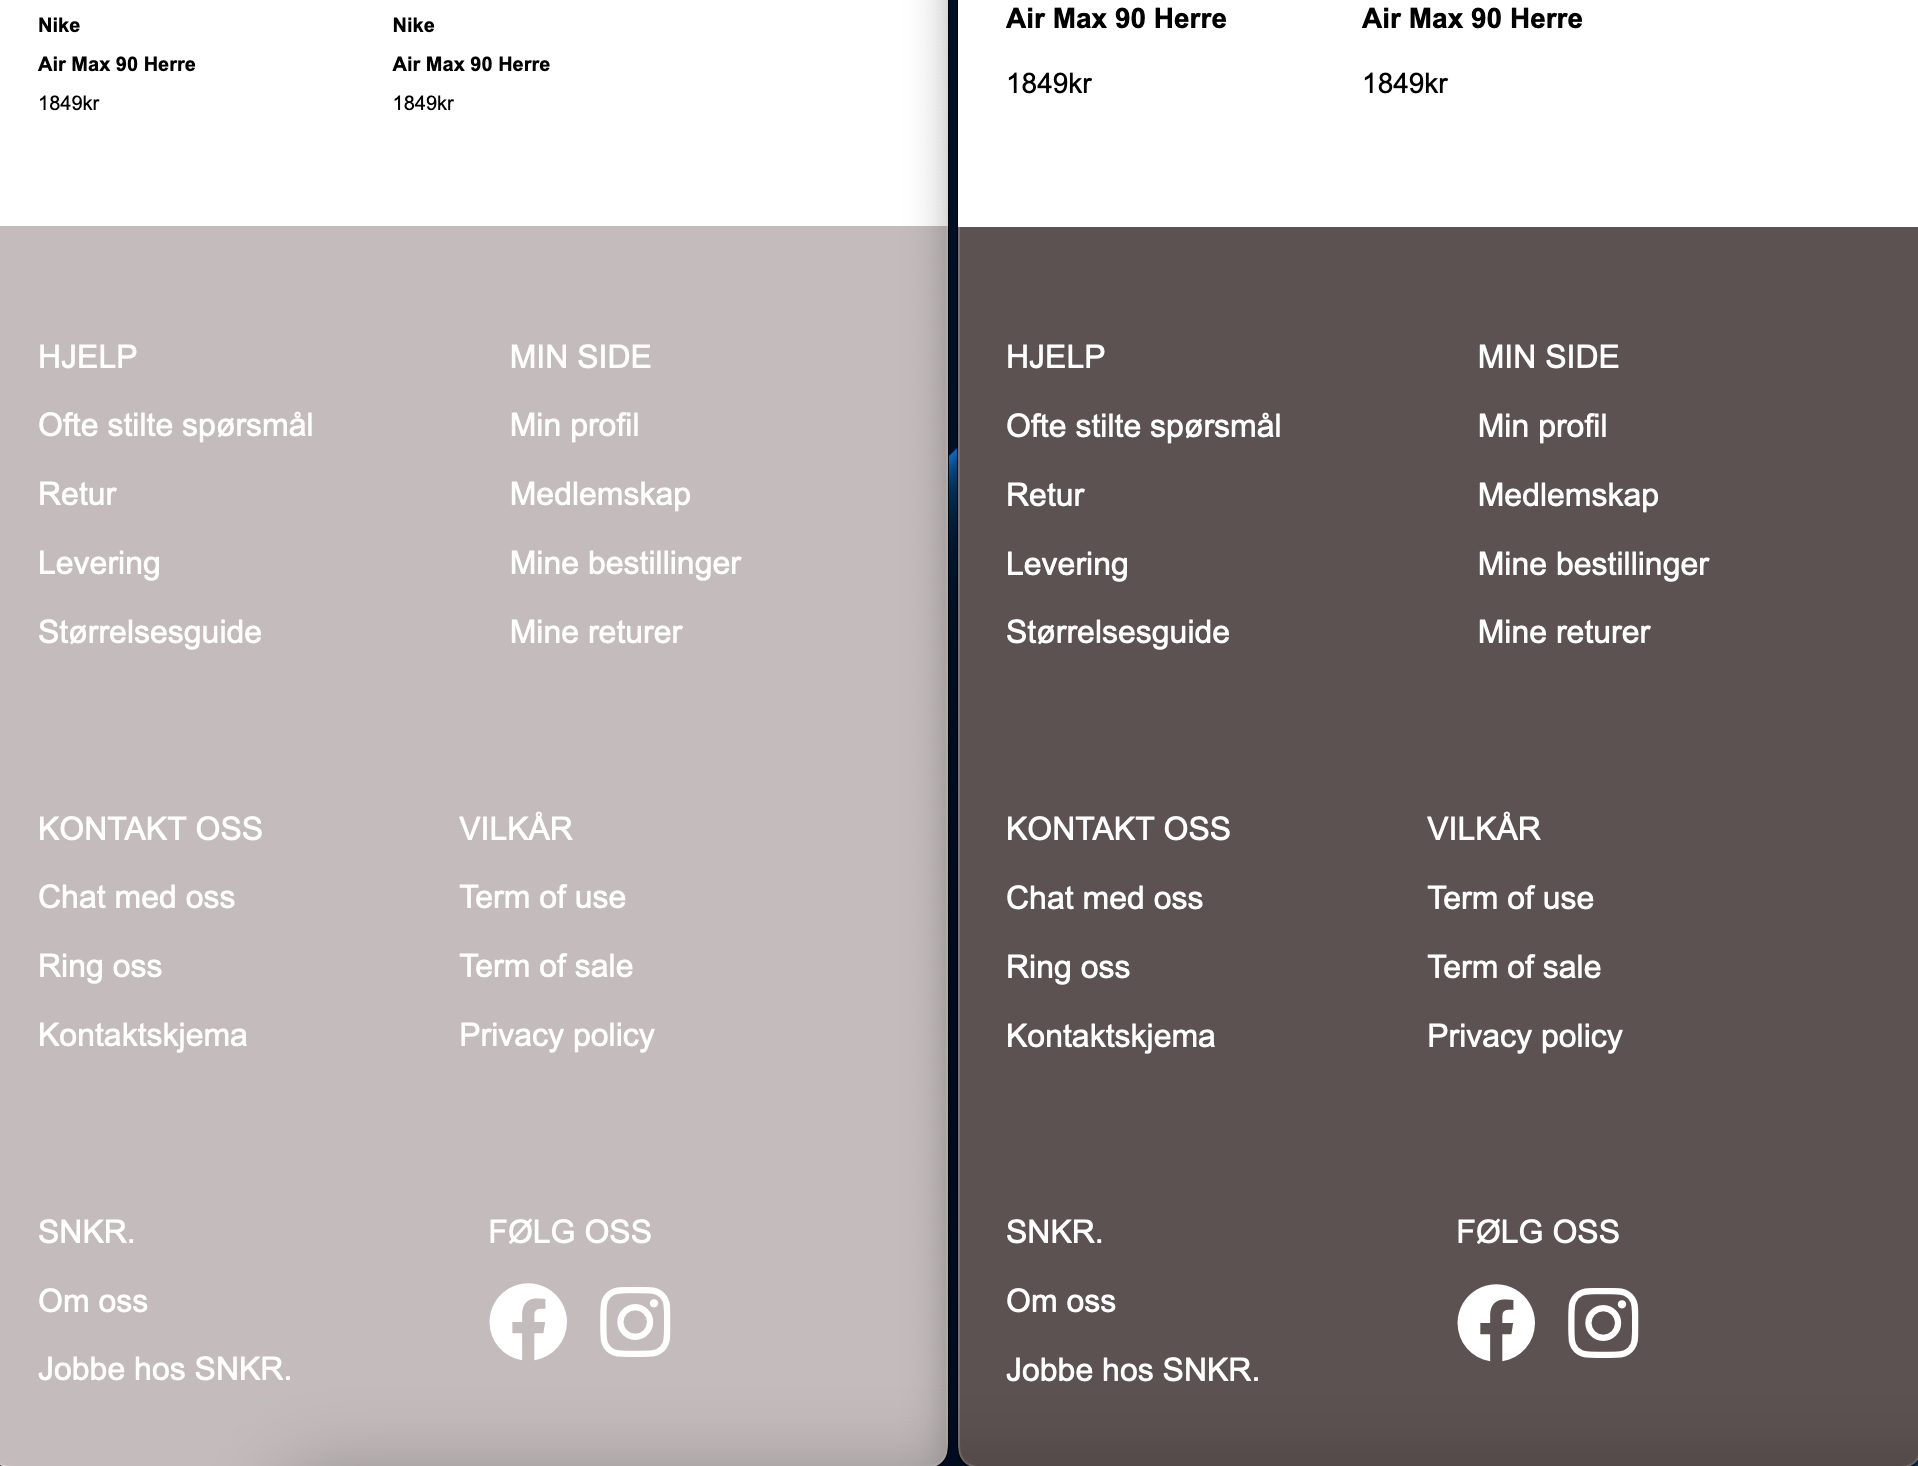 Nike
Air Max 90 Herre
1849kr
Nike
Air Max 90 Herre
1849kr
HJELP
Ofte stilte spørsmål
Retur
Levering
Størrelsesguide
MIN SIDE
Min profil
Medlemskap
Mine bestillinger
Mine returer
KONTAKT OSS
Chat med oss
Ring oss
Kontaktskjema
VILKÅR
Term of use
Term of sale
Privacy policy
SNKR.
Om oss
Jobbe hos SNKR.
FØLG OSS
Air Max 90 Herre
1849kr
Air Max 90 Herre
1849kr
HJELP
Ofte stilte spørsmål
Retur
Levering
Størrelsesguide
MIN SIDE
Min profil
Medlemskap
Mine bestillinger
Mine returer
KONTAKT OSS
Chat med oss
Ring oss
Kontaktskjema
VILKÅR
Term of use
Term of sale
Privacy policy
SNKR.
Om oss
Jobbe hos SNKR.
FØLG OSS